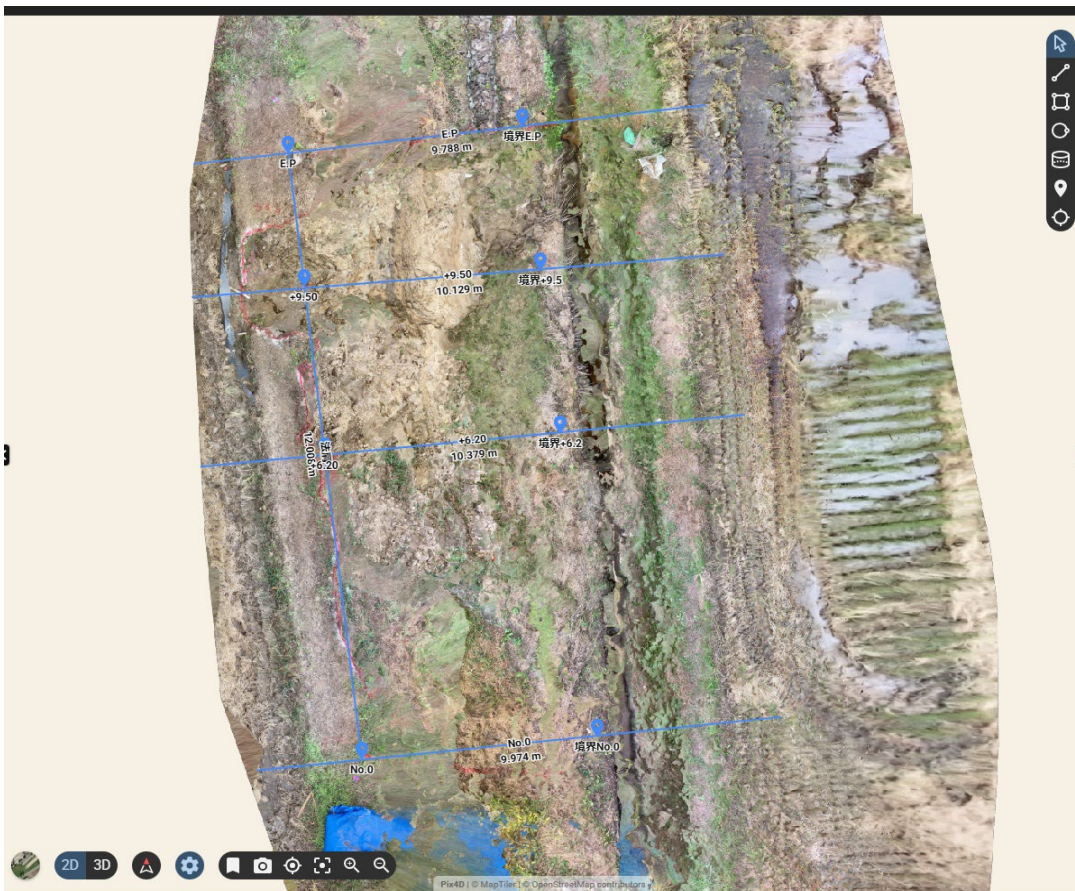 E.P
9.788 m
境界E.P
E.P
+9.50
10.129 m
境界+9.5
+9.50
+6.20
10.379 m
境界+6.2
12.006 m
+6.20
No.0
9.974 m
境界No.0
No.0
2D
3D
Pix4D | © MapTiler | © OpenStreetMap contributors